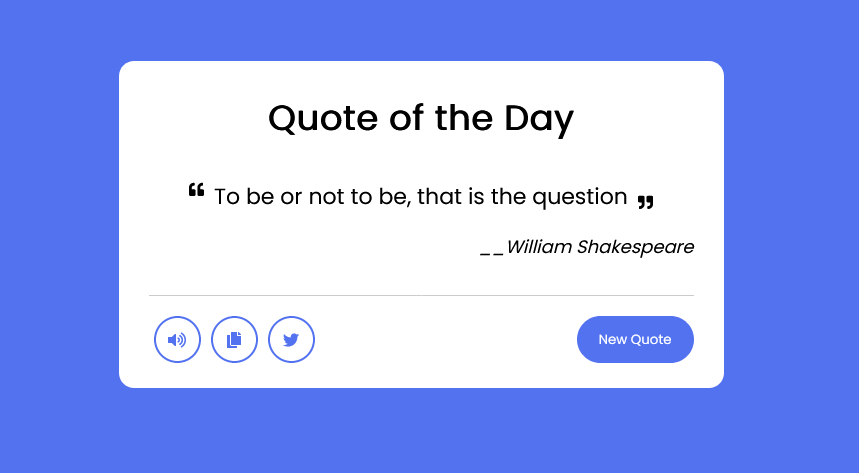 Quote of the Day
“ To be or not to be, that is the question ”
__William Shakespeare
New Quote